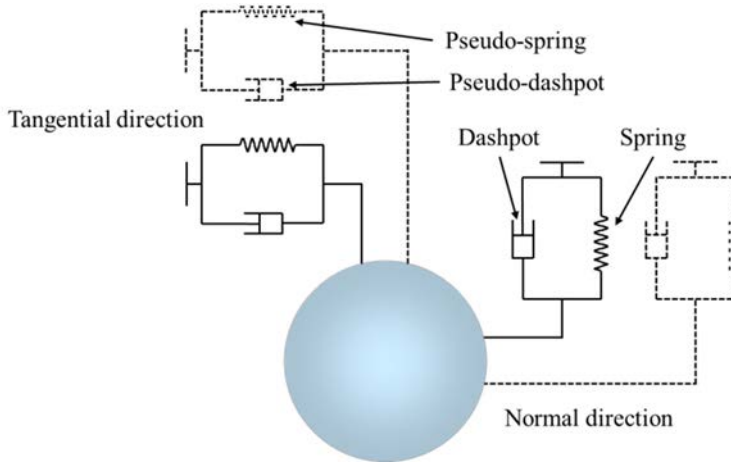 Pseudo-spring
Pseudo-dashpot
Tangential direction
Dashpot
Spring
Normal direction